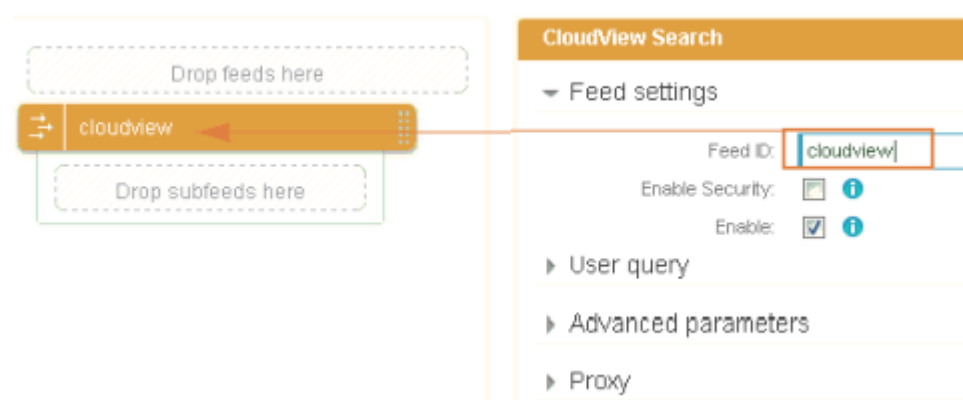 Drop feeds here
cloudview
Drop subfeeds here
CloudView Search
Feed settings
Feed ID: cloudview
Enable Security:
Enable:
User query
Advanced parameters
Proxy